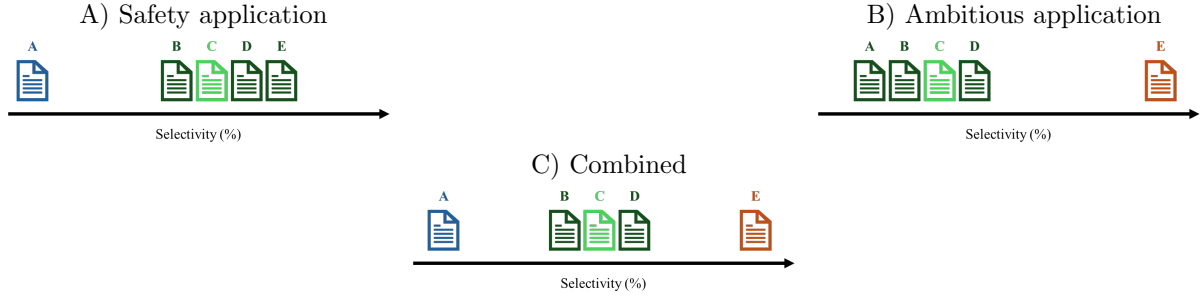 A) Safety application
A B C D E
Selectivity (%)
B) Ambitious application
A B C D E
Selectivity (%)
C) Combined
A B C D E
Selectivity (%)